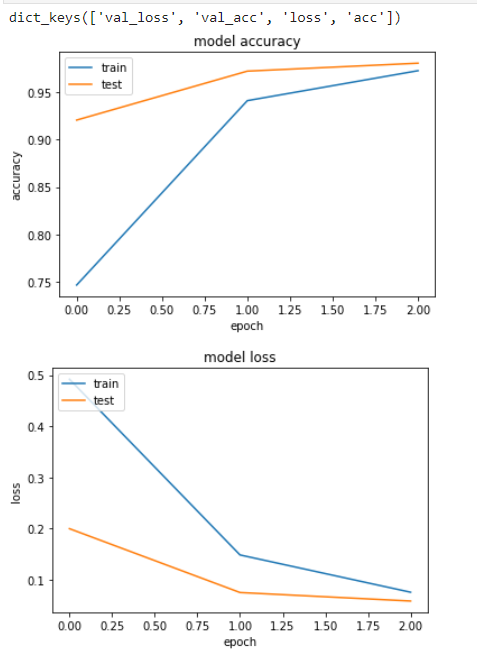 dict_keys(['val_loss', 'val_acc', 'loss', 'acc'])
model accuracy
train
test
0.95
0.90
0.85
0.80
0.75
accuracy
0.00 0.25 0.50 0.75 1.00 1.25 1.50 1.75 2.00
epoch
model loss
train
test
0.5
0.4
0.3
0.2
0.1
loss
0.00 0.25 0.50 0.75 1.00 1.25 1.50 1.75 2.00
epoch